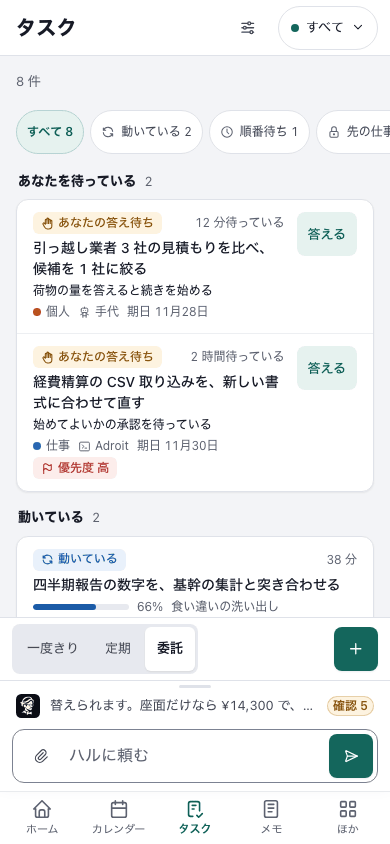 タスク
すべて
8 件
すべて 8
動いている 2
順番待ち 1
先の仕事
あなたを待っている 2
あなたの答え待ち
12 分待っている
答える
引っ越し業者 3 社の見積もりを比べ、
候補を 1 社に絞る
荷物の量を答えると続きを始める
個人 手代 期日 11月28日
あなたの答え待ち
2 時間待っている
答える
経費精算の CSV 取り込みを、新しい書
式に合わせて直す
始めてよいかの承認を待っている
仕事 Adroit 期日 11月30日
優先度 高
動いている 2
動いている
38 分
四半期報告の数字を、基幹の集計と突き合わせる
66% 食い違いの洗い出し
一度きり 定期 委託
替えられます。座面だけなら ¥14,300 で、...
確認 5
ハルに頼む
ホーム カレンダー タスク メモ ほか